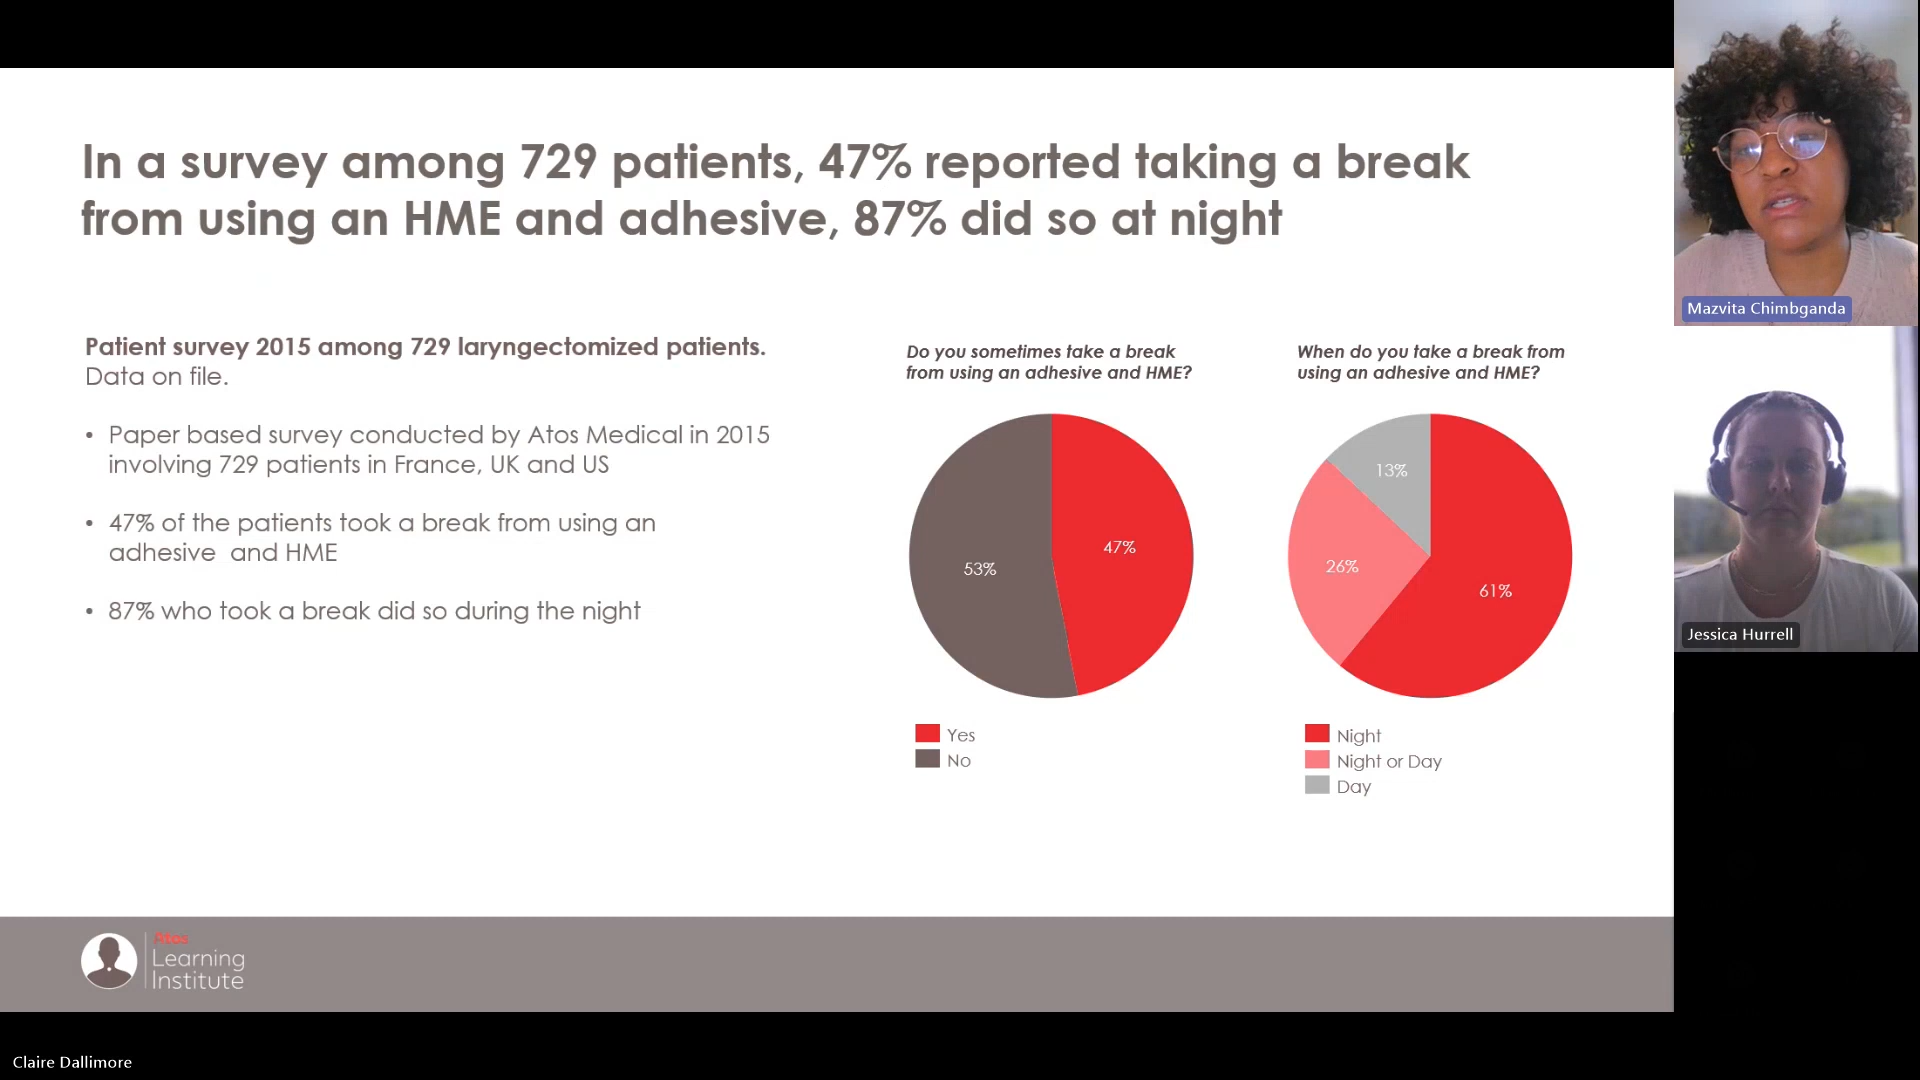 In a survey among 729 patients, 47% reported taking a break
from using an HME and adhesive, 87% did so at night
Patient survey 2015 among 729 laryngectomized patients.
Data on file.
• Paper based survey conducted by Atos Medical in 2015
involving 729 patients in France, UK and US
• 47% of the patients took a break from using an
adhesive and HME
• 87% who took a break did so during the night
Do you sometimes take a break
from using an adhesive and HME?
53%
47%
Yes
No
When do you take a break from
using an adhesive and HME?
13%
26%
61%
Night
Night or Day
Day
Atos
Learning
Institute
Mazvita Chimbganda
Jessica Hurrell
Claire Dallimore